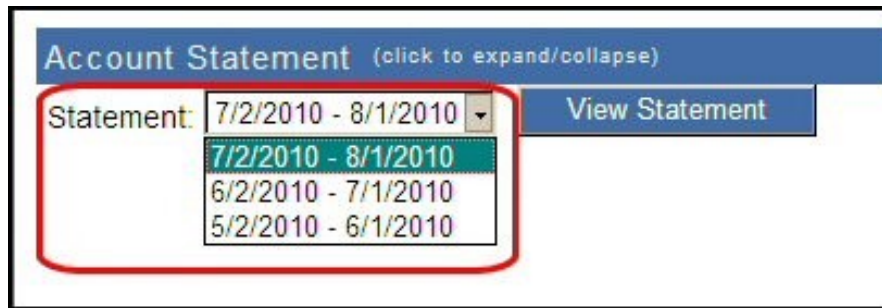 Account Statement (click to expand/collapse)
Statement: 7/2/2010 - 8/1/2010 View Statement
7/2/2010 - 8/1/2010
6/2/2010 - 7/1/2010
5/2/2010 - 6/1/2010